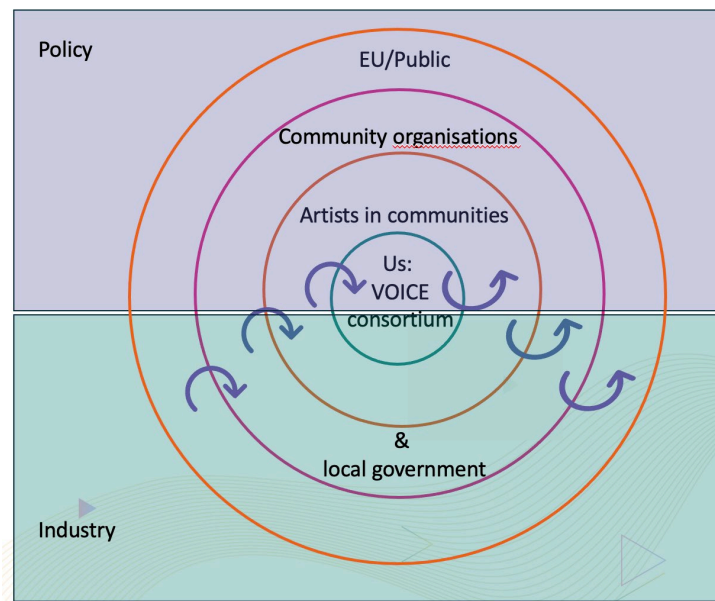 Policy
EU/Public
Community organisations
Artists in communities
Us:
VOICE
consortium
&
local government
Industry